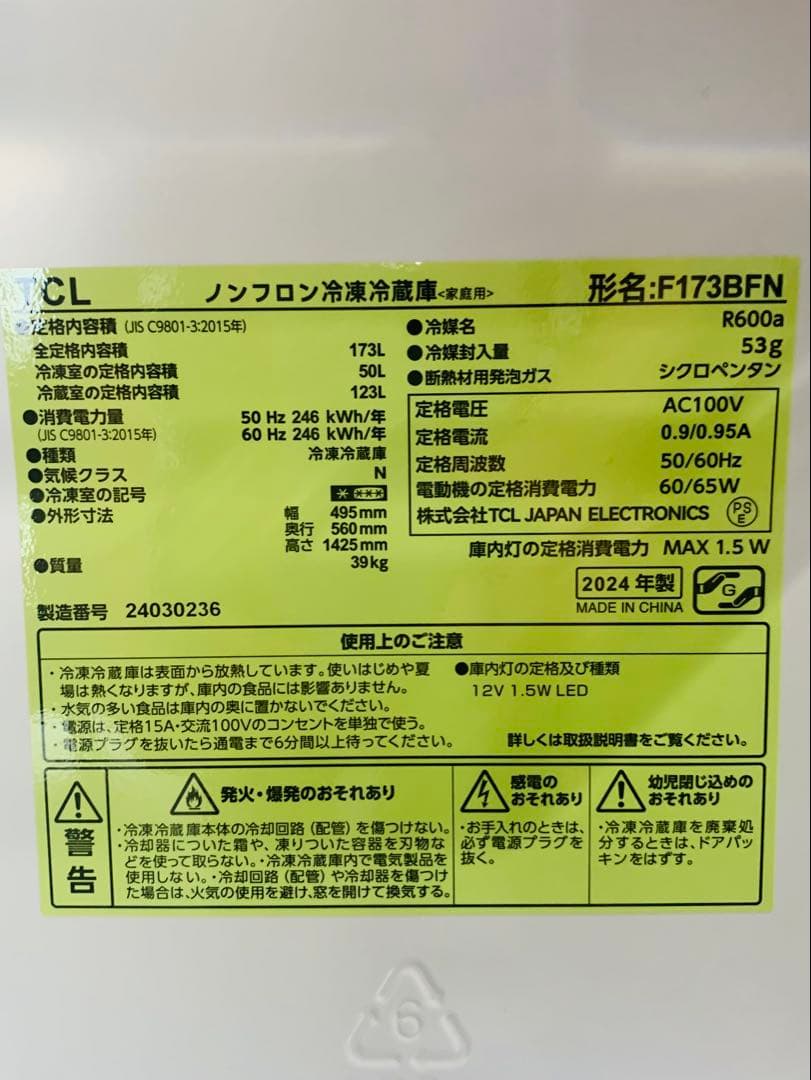 TCL ノンフロン冷凍冷蔵庫<家庭用> 形名:F173BFN
●定格内容積 (JIS C9801-3:2015年)
全定格内容積 173L
冷凍室の定格内容積 50L
冷蔵室の定格内容積 123L
●消費電力量 50 Hz 246 kWh/年
(JIS C9801-3:2015年) 60 Hz 246 kWh/年
●種類 冷凍冷蔵庫
●気候クラス N
●冷凍室の記号
●外形寸法 幅 495mm
奥行 560mm
高さ 1425mm
●質量 39kg
製造番号 24030236
●冷媒名 R600a
●冷媒封入量 53g
●断熱材用発泡ガス シクロペンタン
定格電圧 AC100V
定格電流 0.9/0.95A
定格周波数 50/60Hz
電動機の定格消費電力 60/65W
株式会社TCL JAPAN ELECTRONICS PSE
庫内灯の定格消費電力 MAX 1.5 W
2024 年製
MADE IN CHINA
G
使用上のご注意
・冷凍冷蔵庫は表面から放熱しています。使いはじめや夏
場は熱くなりますが、庫内の食品には影響ありません。
・水気の多い食品は庫内の奥に置かないでください。
・電源は、定格15A・交流100Vのコンセントを単独で使う。
・電源プラグを抜いたら通電まで6分間以上待ってください。
●庫内灯の定格及び種類
12V 1.5W LED
詳しくは取扱説明書をご覧ください。
警告
発火・爆発のおそれあり
・冷凍冷蔵庫本体の冷却回路（配管）を傷つけない。
・冷却器についた霜や、凍りついた容器を刃物な
どを使って取らない。・冷凍冷蔵庫内で電気製品を
使用しない。・冷却回路（配管）や冷却器を傷つけ
た場合は、火気の使用を避け、窓を開けて換気する。
感電の
おそれあり
・お手入れのときは、
必ず電源プラグを
抜く。
幼児閉じ込めの
おそれあり
・冷凍冷蔵庫を廃棄処
分するときは、ドアパッ
キンをはずす。
6